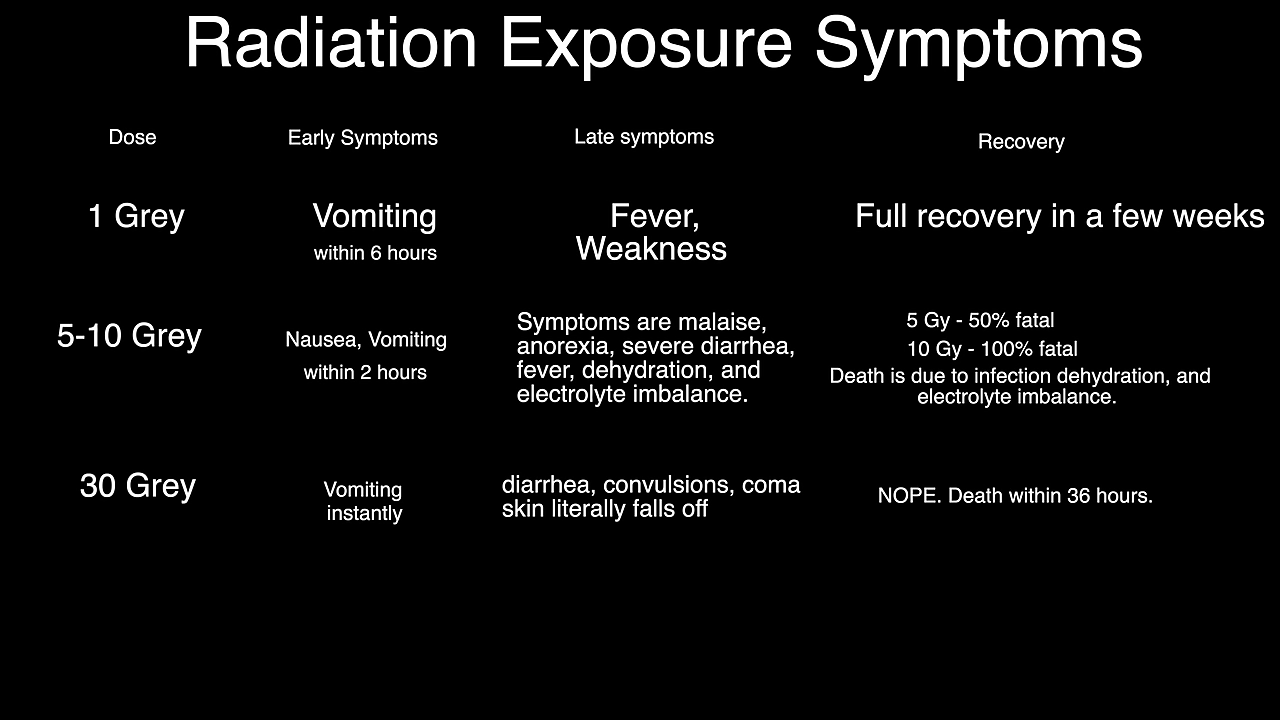 Radiation Exposure Symptoms
Dose
Early Symptoms
Late symptoms
Recovery
1 Grey
Vomiting
within 6 hours
Fever,
Weakness
Full recovery in a few weeks
5-10 Grey
Nausea, Vomiting
within 2 hours
Symptoms are malaise,
anorexia, severe diarrhea,
fever, dehydration, and
electrolyte imbalance.
5 Gy - 50% fatal
10 Gy - 100% fatal
Death is due to infection dehydration, and
electrolyte imbalance.
30 Grey
Vomiting
instantly
diarrhea, convulsions, coma
skin literally falls off
NOPE. Death within 36 hours.